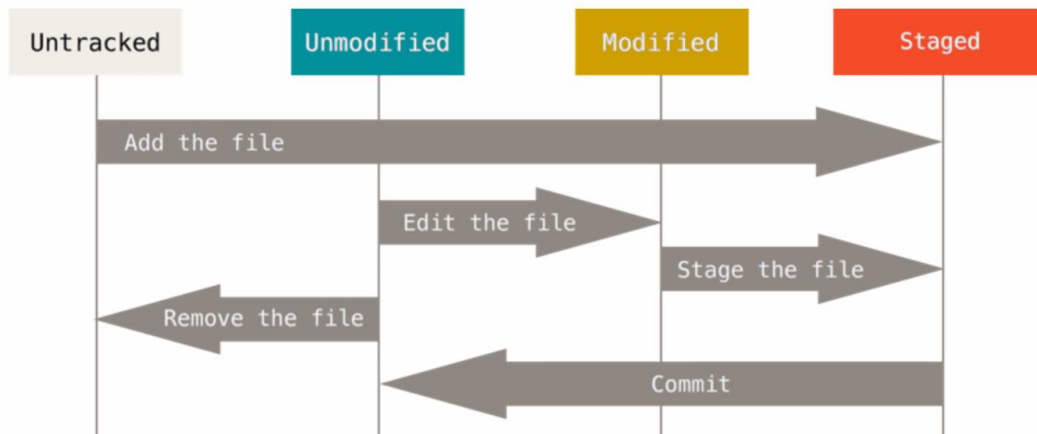 Untracked
Unmodified
Modified
Staged
Add the file
Edit the file
Stage the file
Remove the file
Commit